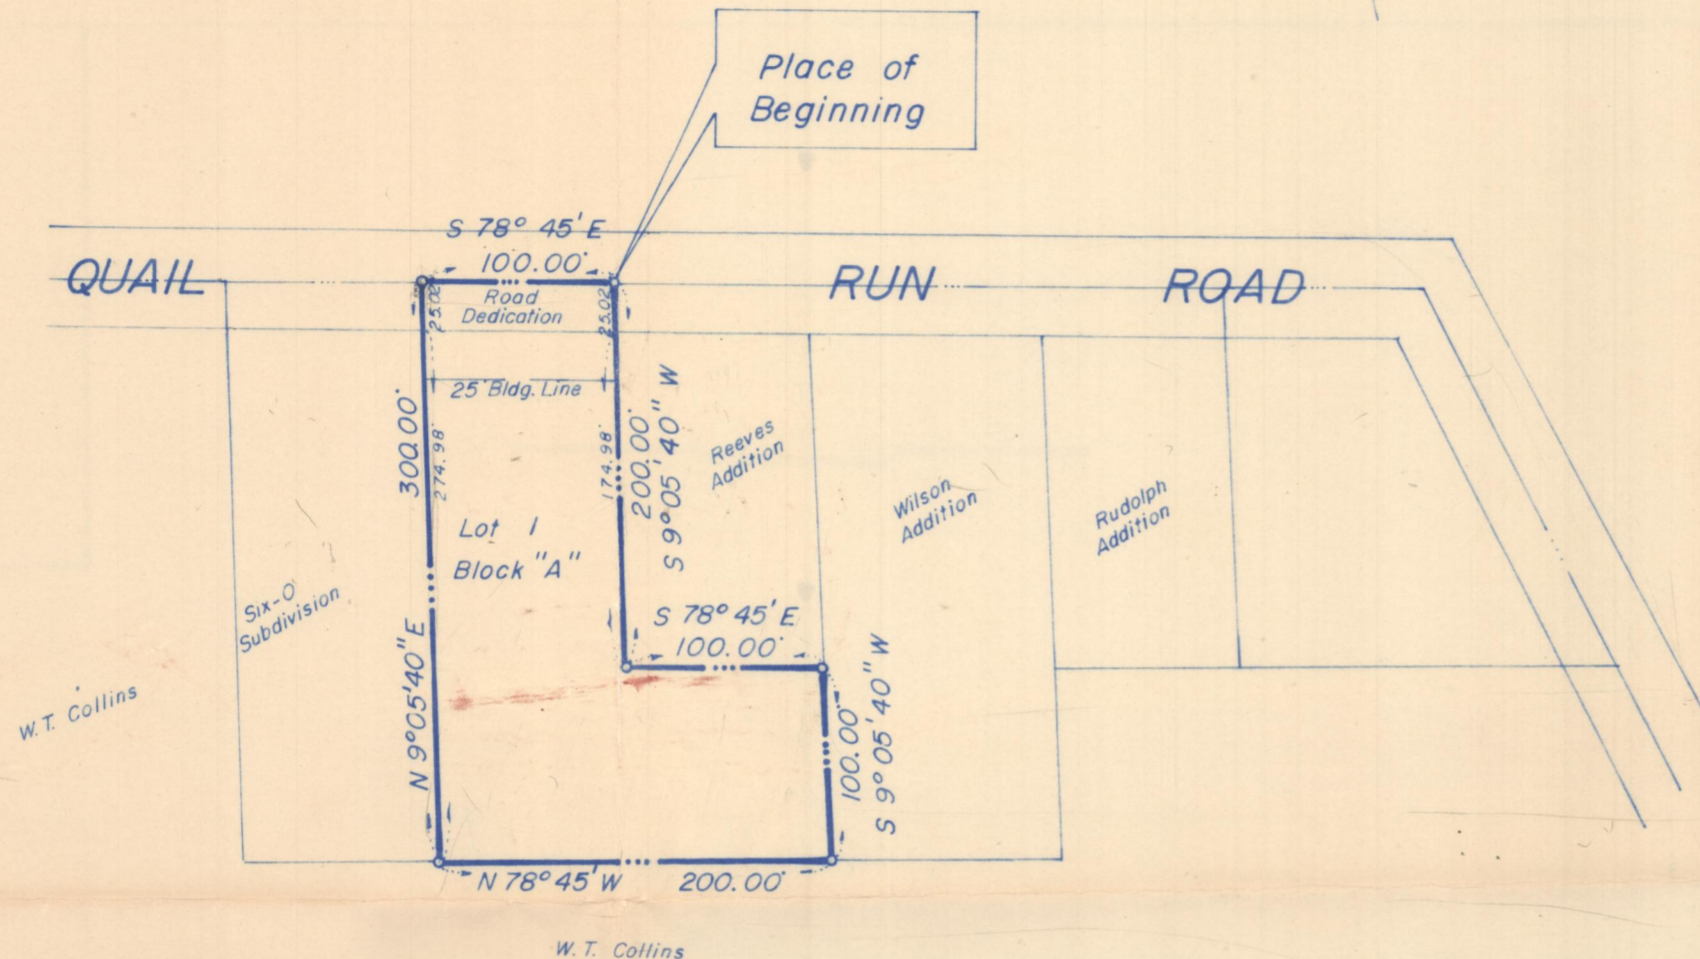 Place of
Beginning
S 78° 45' E
100.00'
QUAIL RUN ROAD
Road
Dedication
25.02
25.02
25' Bldg. Line
300.00'
274.98'
174.98'
200.00'
S 9° 05' 40" W
Reeves
Addition
Wilson
Addition
Rudolph
Addition
Lot 1
Block "A"
Six-O
Subdivision
S 78° 45' E
100.00'
N 9° 05' 40" E
100.00'
S 9° 05' 40" W
W.T. Collins
N 78° 45' W 200.00'
W.T. Collins